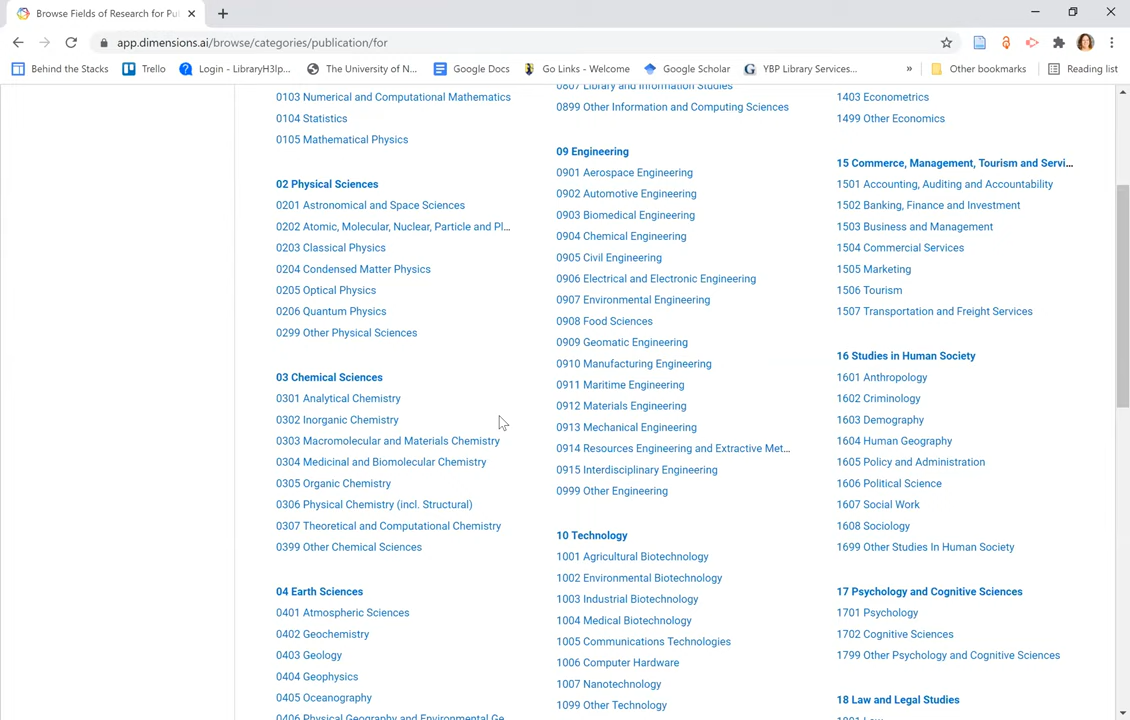 Browse Fields of Research for Pu
app.dimensions.ai/browse/categories/publication/for
Behind the Stacks
Trello
Login - LibraryH3lp...
The University of N...
Google Docs
Go Links - Welcome
Google Scholar
YBP Library Services...
»
Other bookmarks
Reading list
0103 Numerical and Computational Mathematics
0104 Statistics
0105 Mathematical Physics
02 Physical Sciences
0201 Astronomical and Space Sciences
0202 Atomic, Molecular, Nuclear, Particle and Pl...
0203 Classical Physics
0204 Condensed Matter Physics
0205 Optical Physics
0206 Quantum Physics
0299 Other Physical Sciences
03 Chemical Sciences
0301 Analytical Chemistry
0302 Inorganic Chemistry
0303 Macromolecular and Materials Chemistry
0304 Medicinal and Biomolecular Chemistry
0305 Organic Chemistry
0306 Physical Chemistry (incl. Structural)
0307 Theoretical and Computational Chemistry
0399 Other Chemical Sciences
04 Earth Sciences
0401 Atmospheric Sciences
0402 Geochemistry
0403 Geology
0404 Geophysics
0405 Oceanography
0406 Physical Geography and Environmental Ge
0807 Library and Information Studies
0899 Other Information and Computing Sciences
09 Engineering
0901 Aerospace Engineering
0902 Automotive Engineering
0903 Biomedical Engineering
0904 Chemical Engineering
0905 Civil Engineering
0906 Electrical and Electronic Engineering
0907 Environmental Engineering
0908 Food Sciences
0909 Geomatic Engineering
0910 Manufacturing Engineering
0911 Maritime Engineering
0912 Materials Engineering
0913 Mechanical Engineering
0914 Resources Engineering and Extractive Met...
0915 Interdisciplinary Engineering
0999 Other Engineering
10 Technology
1001 Agricultural Biotechnology
1002 Environmental Biotechnology
1003 Industrial Biotechnology
1004 Medical Biotechnology
1005 Communications Technologies
1006 Computer Hardware
1007 Nanotechnology
1099 Other Technology
1403 Econometrics
1499 Other Economics
15 Commerce, Management, Tourism and Servi...
1501 Accounting, Auditing and Accountability
1502 Banking, Finance and Investment
1503 Business and Management
1504 Commercial Services
1505 Marketing
1506 Tourism
1507 Transportation and Freight Services
16 Studies in Human Society
1601 Anthropology
1602 Criminology
1603 Demography
1604 Human Geography
1605 Policy and Administration
1606 Political Science
1607 Social Work
1608 Sociology
1699 Other Studies In Human Society
17 Psychology and Cognitive Sciences
1701 Psychology
1702 Cognitive Sciences
1799 Other Psychology and Cognitive Sciences
18 Law and Legal Studies
1801 Law